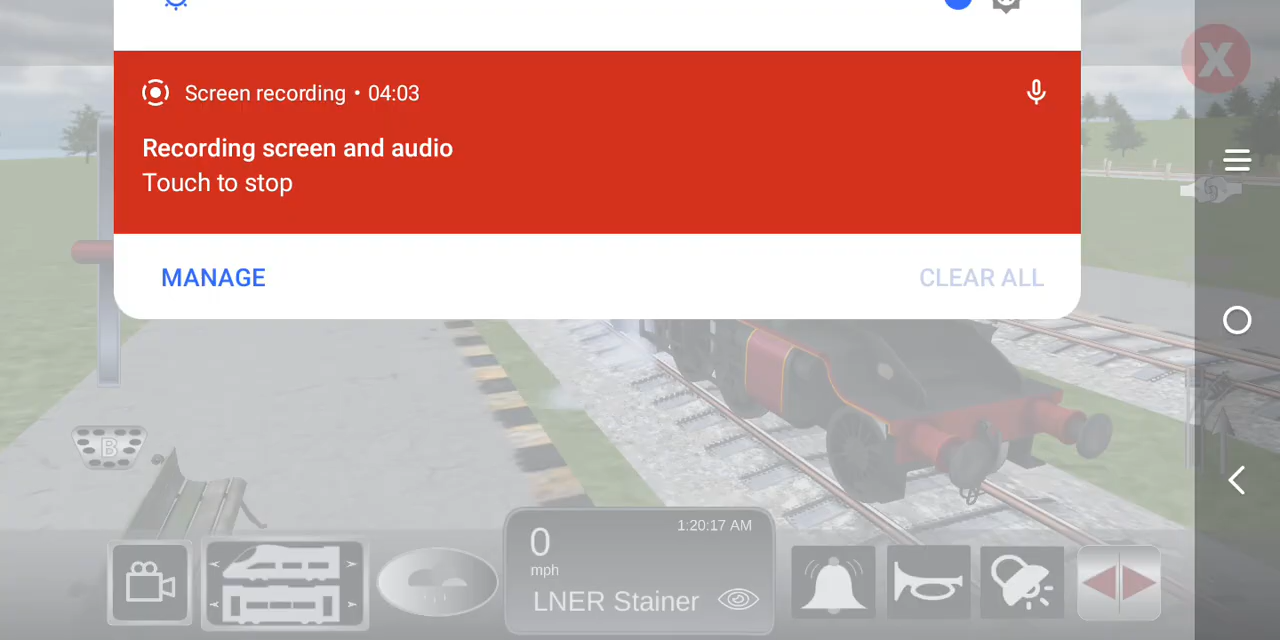 Screen recording • 04:03
Recording screen and audio
Touch to stop
MANAGE
CLEAR ALL
X
B
1:20:17 AM
0
mph
LNER Stainer